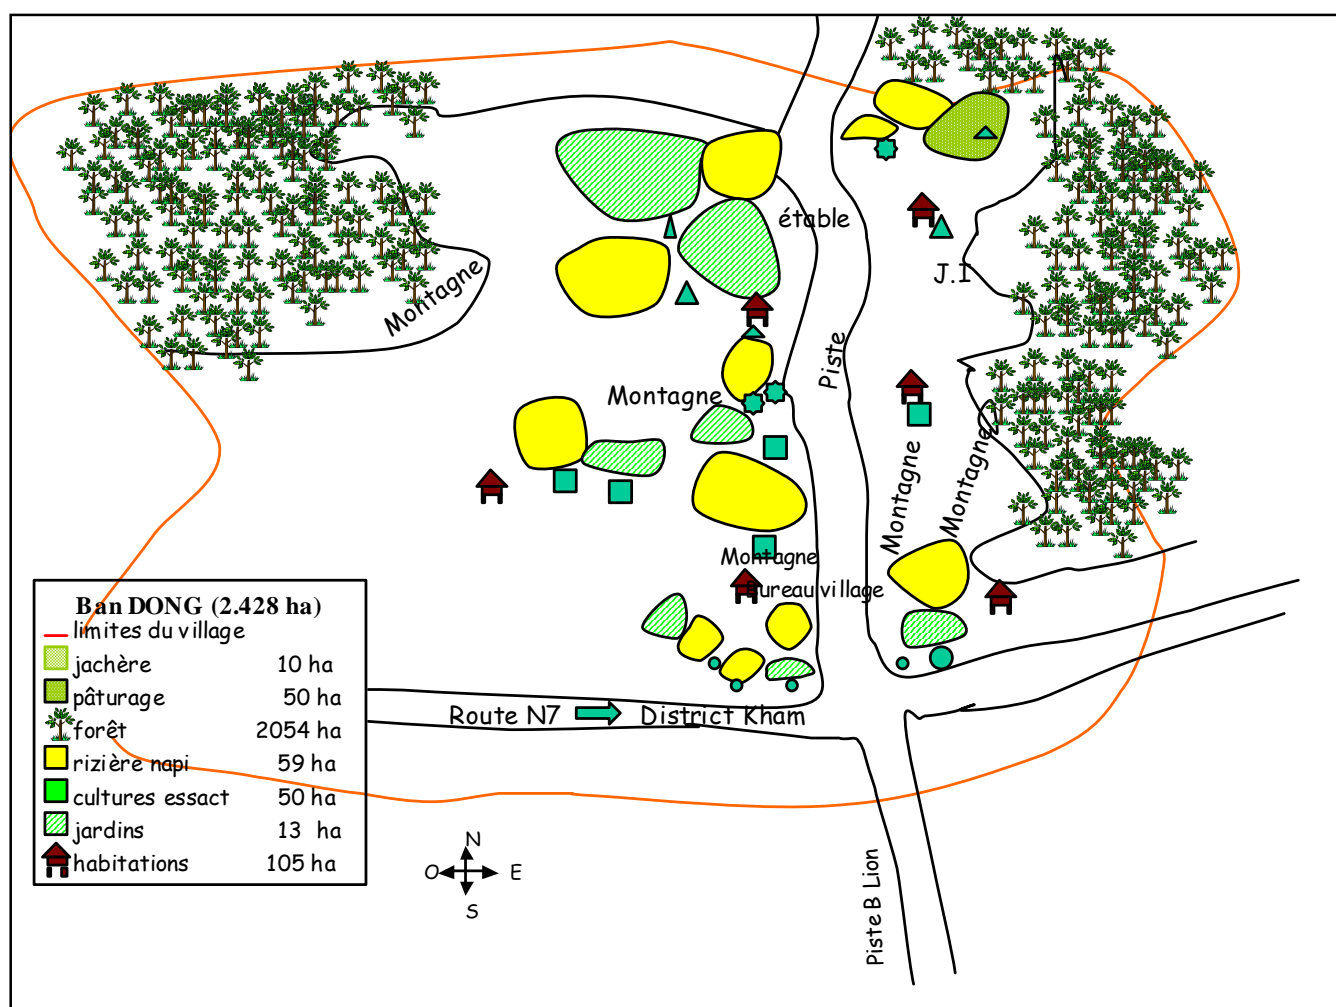 étable
Montagne
J.I
Piste
Montagne
Montagne
Montagne
Montagne
Bureau village
Ban DONG (2.428 ha)
limites du village
jachère 10 ha
pâturage 50 ha
forêt 2054 ha
rizière napi 59 ha
cultures essact 50 ha
jardins 13 ha
habitations 105 ha
Route N7 District Kham
N
O E
S
Piste B Lion